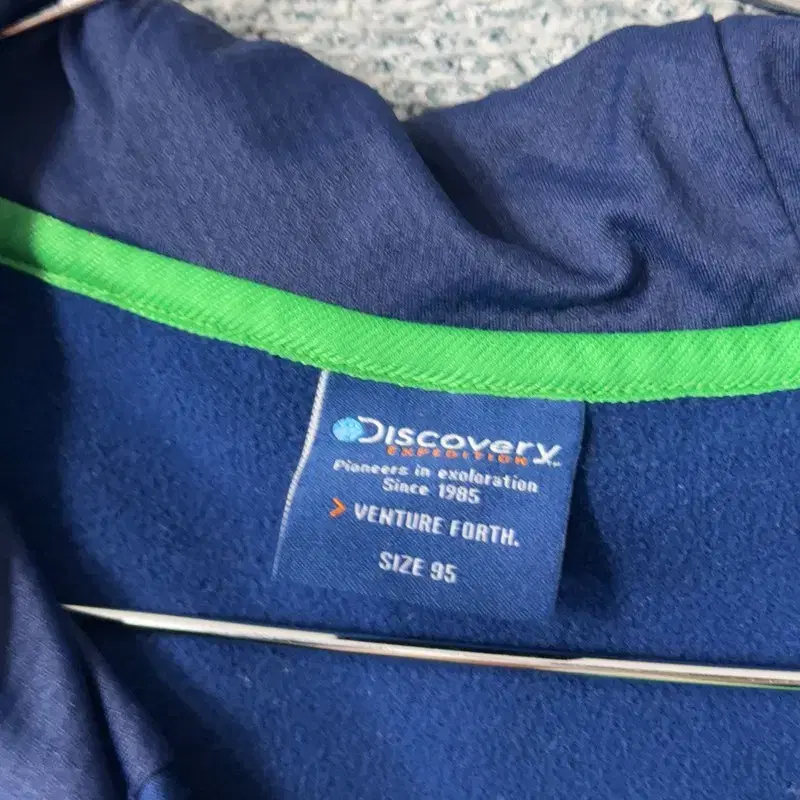 DISCOVERY
EXPEDITION
Pioneers in exploration
Since 1985
> VENTURE FORTH.
SIZE 95